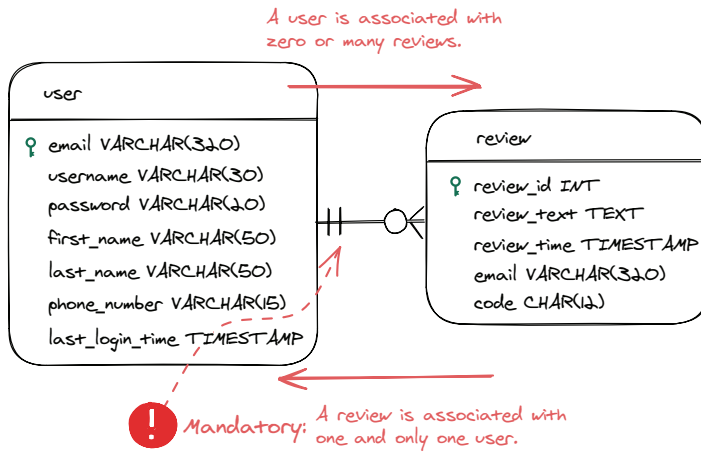 A user is associated with
zero or many reviews.
user
email VARCHAR(320)
username VARCHAR(30)
password VARCHAR(20)
first_name VARCHAR(50)
last_name VARCHAR(50)
phone_number VARCHAR(15)
last_login_time TIMESTAMP
review
review_id INT
review_text TEXT
review_time TIMESTAMP
email VARCHAR(320)
code CHAR(12)
! Mandatory: A review is associated with
one and only one user.